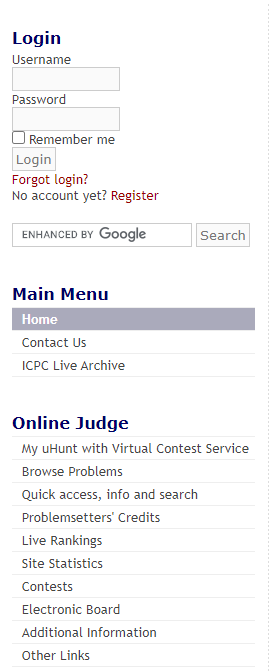 Login
Username
Password
Remember me
Login
Forgot login?
No account yet? Register
ENHANCED BY Google
Search
Main Menu
Home
Contact Us
ICPC Live Archive
Online Judge
My uHunt with Virtual Contest Service
Browse Problems
Quick access, info and search
Problemsetters' Credits
Live Rankings
Site Statistics
Contests
Electronic Board
Additional Information
Other Links